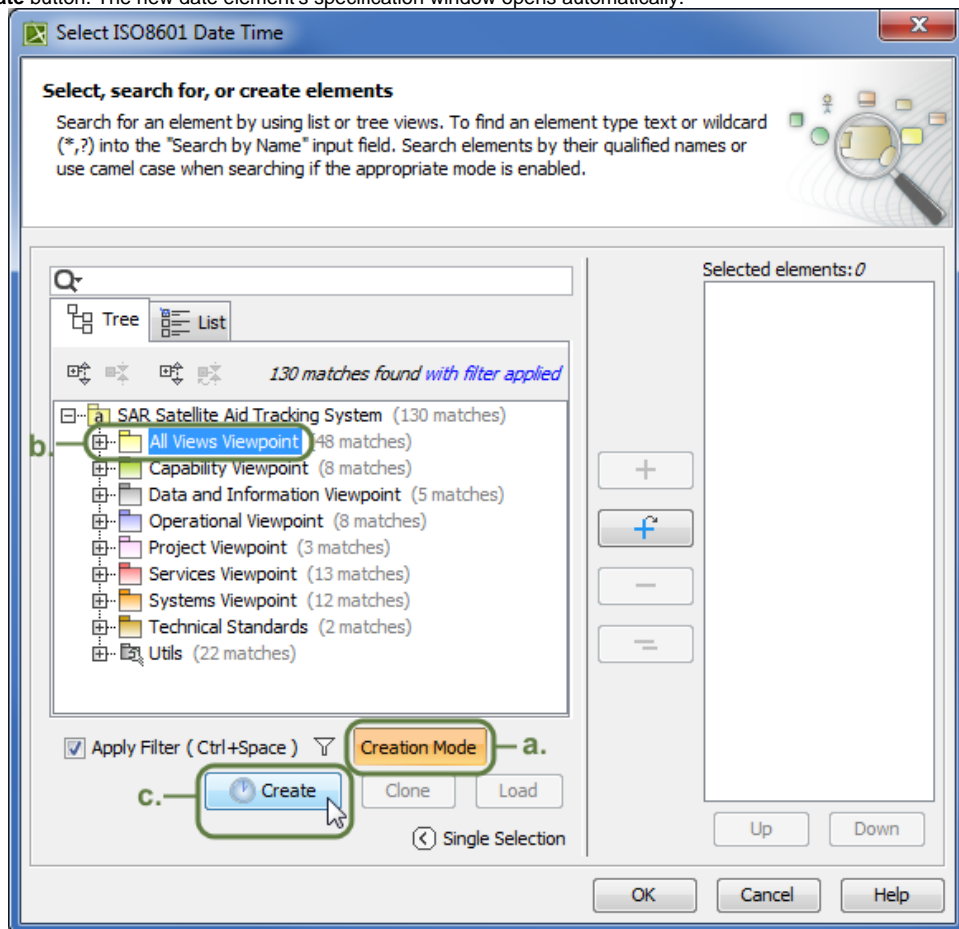 ate button. The new date element's specification window opens automatically.
Select ISO8601 Date Time
Select, search for, or create elements
Search for an element by using list or tree views. To find an element type text or wildcard
(*,?) into the "Search by Name" input field. Search elements by their qualified names or
use camel case when searching if the appropriate mode is enabled.
Selected elements:0
Tree
List
130 matches found with filter applied
SAR Satellite Aid Tracking System (130 matches)
b.
All Views Viewpoint (48 matches)
Capability Viewpoint (8 matches)
Data and Information Viewpoint (5 matches)
Operational Viewpoint (8 matches)
Project Viewpoint (3 matches)
Services Viewpoint (13 matches)
Systems Viewpoint (12 matches)
Technical Standards (2 matches)
Utils (22 matches)
Apply Filter ( Ctrl+Space )
Creation Mode
a.
c.
Create
Clone
Load
Single Selection
Up
Down
OK
Cancel
Help